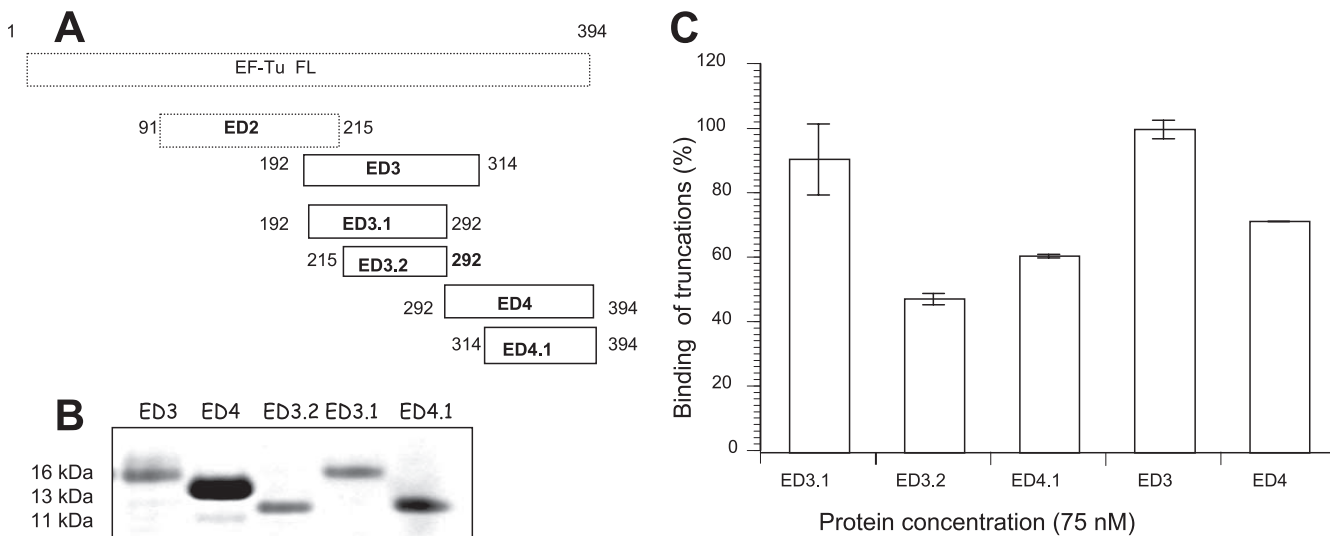 A
1 394
EF-Tu FL
91 ED2 215
192 ED3 314
192 ED3.1 292
215 ED3.2 292
292 ED4 394
314 ED4.1 394
B
ED3 ED4 ED3.2 ED3.1 ED4.1
16 kDa
13 kDa
11 kDa
C
Binding of truncations (%)
120
100
80
60
40
20
0
ED3.1 ED3.2 ED4.1 ED3 ED4
Protein concentration (75 nM)